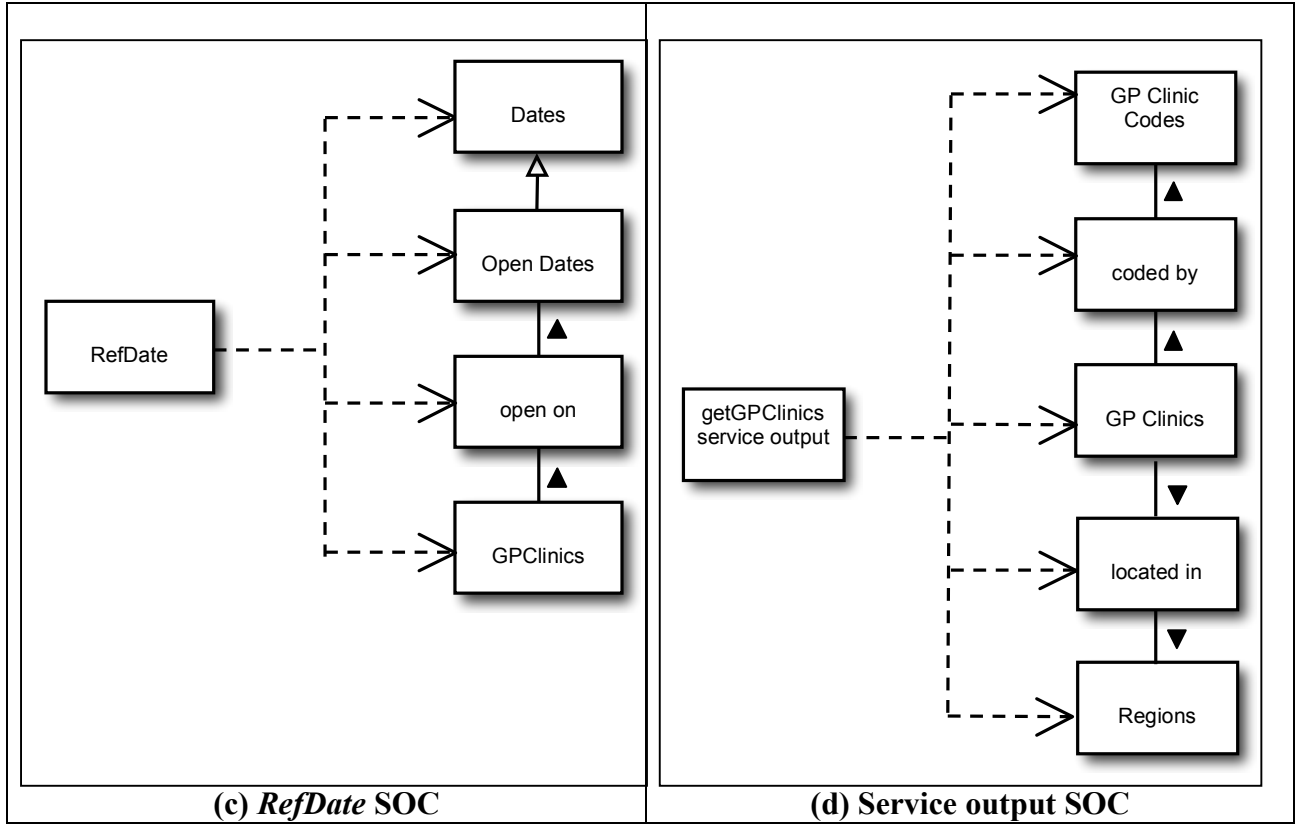 Dates
Open Dates
RefDate
open on
GPClinics
(c) RefDate SOC
GP Clinic
Codes
coded by
getGPClinics
service output
GP Clinics
located in
Regions
(d) Service output SOC